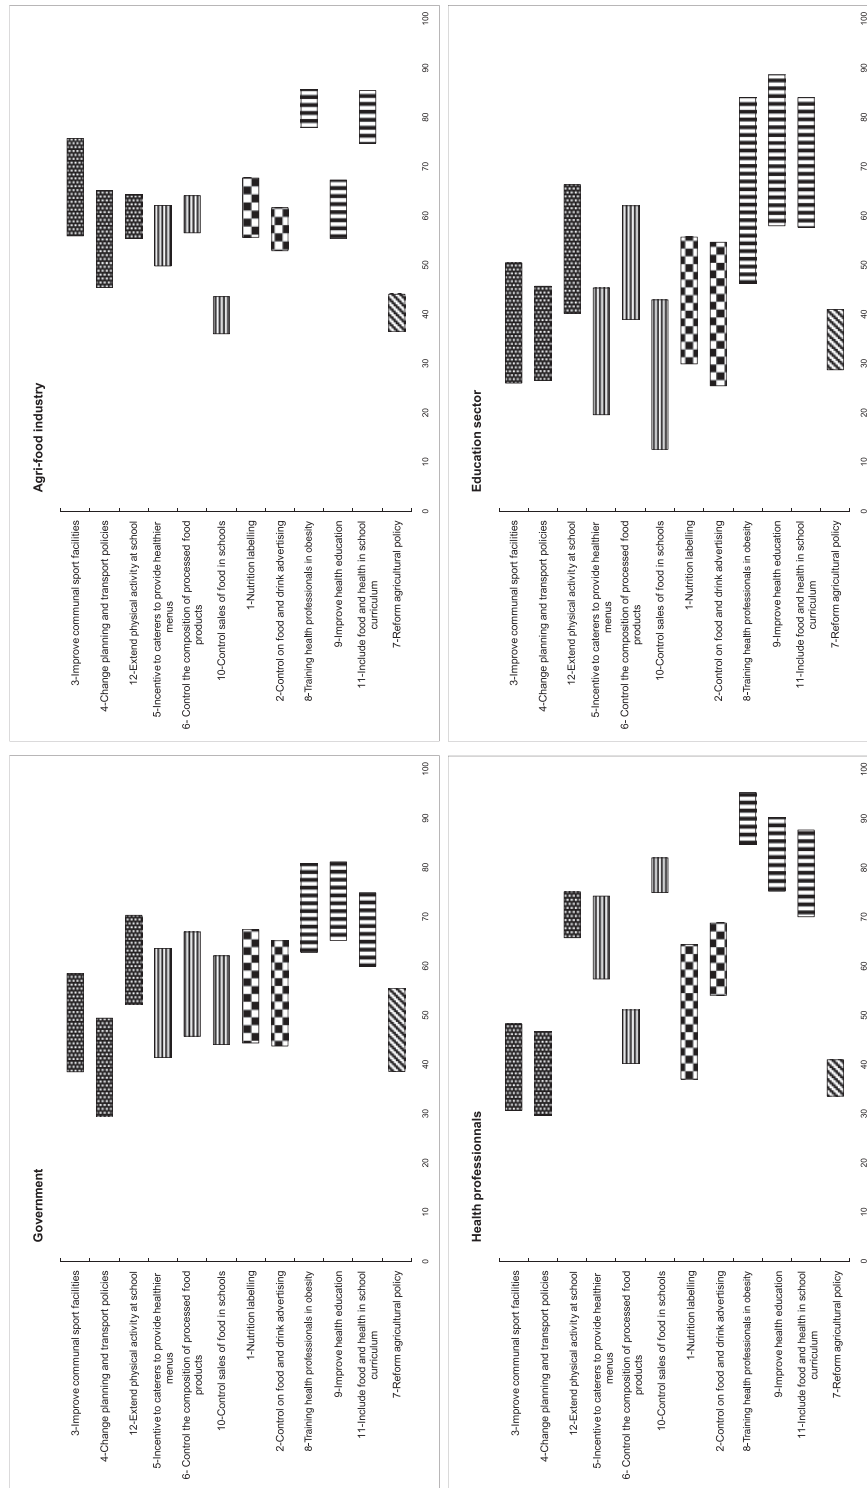 Government
3-Improve communal sport facilities
4-Change planning and transport policies
12-Extend physical activity at school
5-Incentive to caterers to provide healthier
menus
6- Control the composition of processed food
products
10-Control sales of food in schools
1-Nutrition labelling
2-Control on food and drink advertising
8-Training health professionals in obesity
9-Improve health education
11-Include food and health in school
curriculum
7-Reform agricultural policy
0 10 20 30 40 50 60 70 80 90 100
Agri-food industry
3-Improve communal sport facilities
4-Change planning and transport policies
12-Extend physical activity at school
5-Incentive to caterers to provide healthier
menus
6- Control the composition of processed food
products
10-Control sales of food in schools
1-Nutrition labelling
2-Control on food and drink advertising
8-Training health professionals in obesity
9-Improve health education
11-Include food and health in school
curriculum
7-Reform agricultural policy
0 10 20 30 40 50 60 70 80 90 100
Health professionnals
3-Improve communal sport facilities
4-Change planning and transport policies
12-Extend physical activity at school
5-Incentive to caterers to provide healthier
menus
6- Control the composition of processed food
products
10-Control sales of food in schools
1-Nutrition labelling
2-Control on food and drink advertising
8-Training health professionals in obesity
9-Improve health education
11-Include food and health in school
curriculum
7-Reform agricultural policy
0 10 20 30 40 50 60 70 80 90 100
Education sector
3-Improve communal sport facilities
4-Change planning and transport policies
12-Extend physical activity at school
5-Incentive to caterers to provide healthier
menus
6- Control the composition of processed food
products
10-Control sales of food in schools
1-Nutrition labelling
2-Control on food and drink advertising
8-Training health professionals in obesity
9-Improve health education
11-Include food and health in school
curriculum
7-Reform agricultural policy
0 10 20 30 40 50 60 70 80 90 100